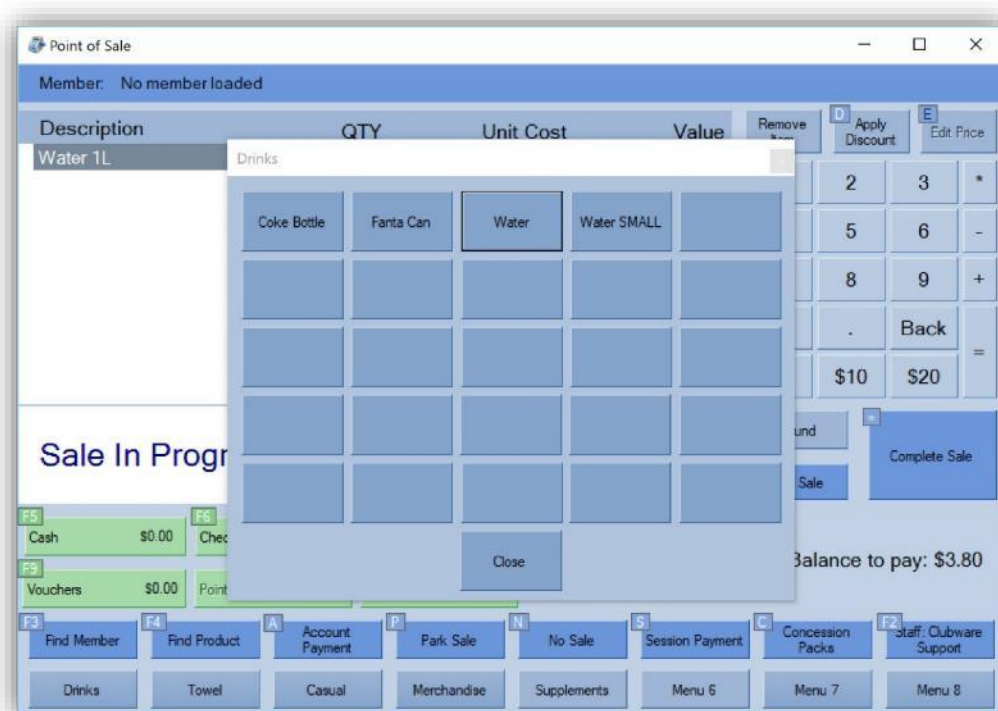 Point of Sale
Member: No member loaded
Description QTY Unit Cost Value
Remove
D Apply Discount
E Edit Price
Water 1L
Drinks
2 3 *
Coke Bottle Fanta Can Water Water SMALL
5 6 -
8 9 +
. Back
=
$10 $20
Sale In Progr
und
Sale
Complete Sale
F5 Cash $0.00
F6 Chec
Close
Balance to pay: $3.80
F9 Vouchers $0.00
Point
F3 Find Member
F4 Find Product
A Account Payment
P Park Sale
N No Sale
S Session Payment
C Concession Packs
F2 Staff: Clubware Support
Drinks Towel Casual Merchandise Supplements Menu 6 Menu 7 Menu 8